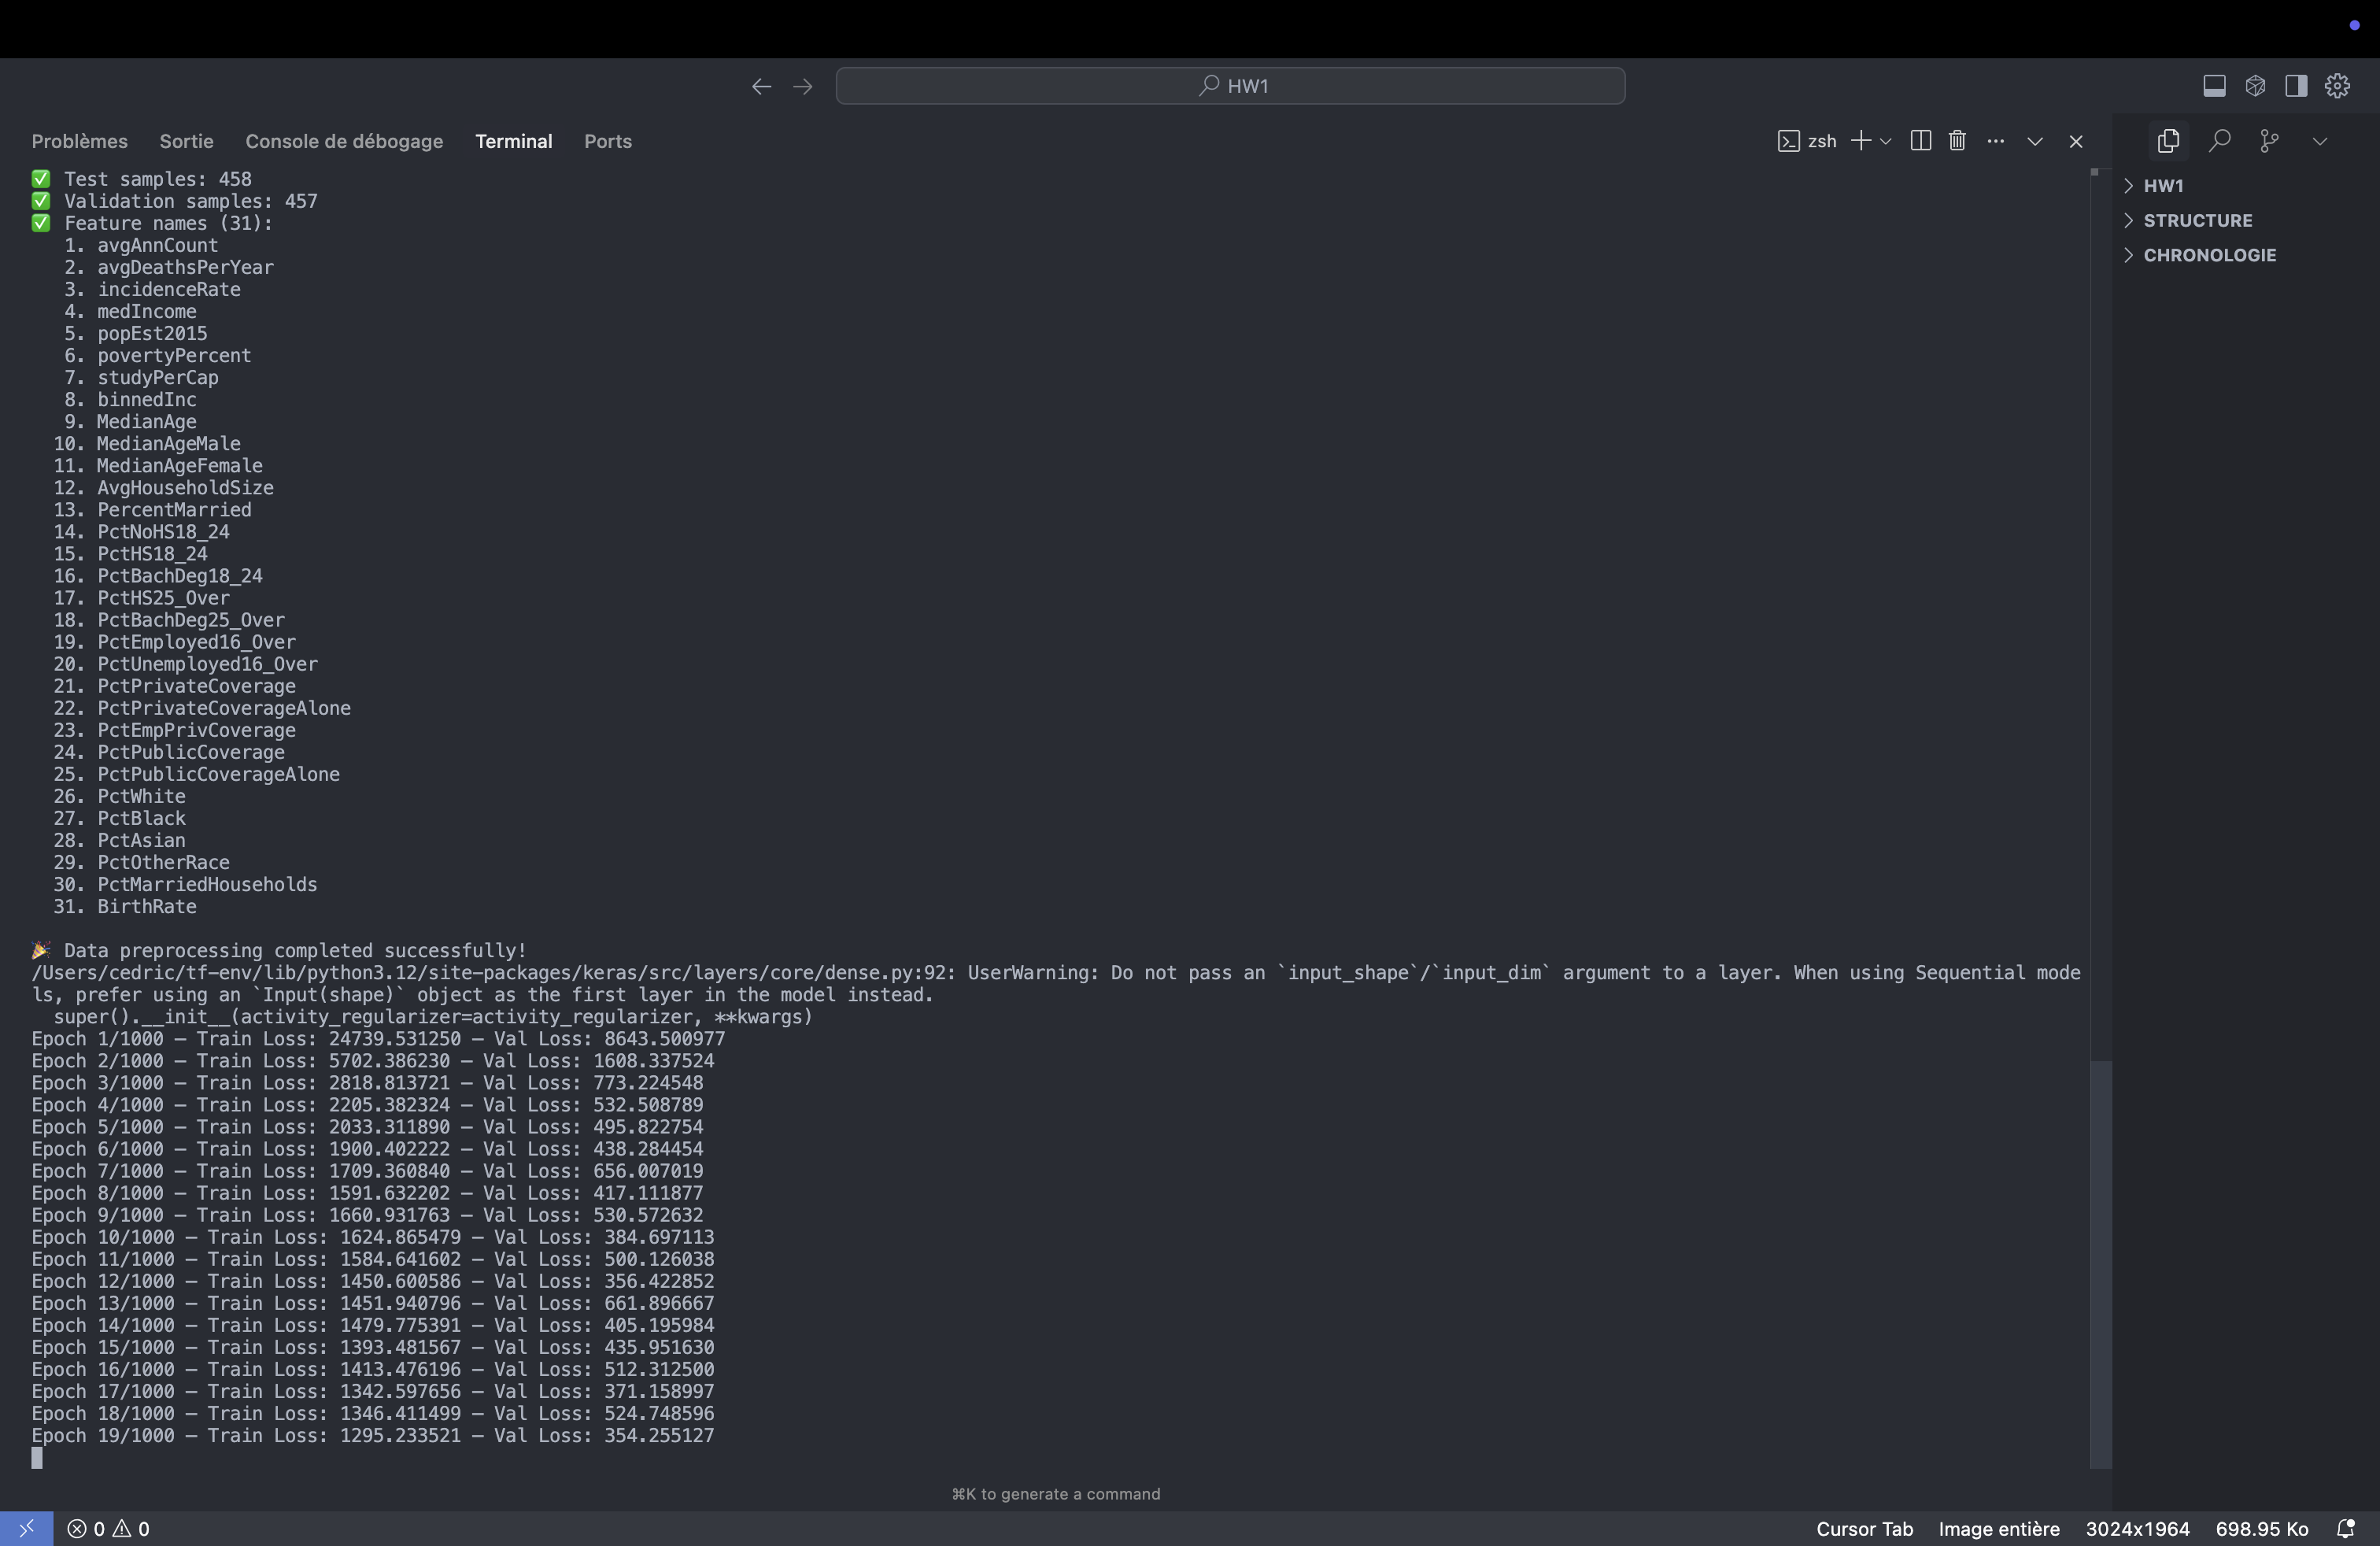 HW1
Problèmes Sortie Console de débogage Terminal Ports
zsh
✅ Test samples: 458
✅ Validation samples: 457
✅ Feature names (31):
1. avgAnnCount
2. avgDeathsPerYear
3. incidenceRate
4. medIncome
5. popEst2015
6. povertyPercent
7. studyPerCap
8. binnedInc
9. MedianAge
10. MedianAgeMale
11. MedianAgeFemale
12. AvgHouseholdSize
13. PercentMarried
14. PctNoHS18_24
15. PctHS18_24
16. PctBachDeg18_24
17. PctHS25_Over
18. PctBachDeg25_Over
19. PctEmployed16_Over
20. PctUnemployed16_Over
21. PctPrivateCoverage
22. PctPrivateCoverageAlone
23. PctEmpPrivCoverage
24. PctPublicCoverage
25. PctPublicCoverageAlone
26. PctWhite
27. PctBlack
28. PctAsian
29. PctOtherRace
30. PctMarriedHouseholds
31. BirthRate
🎉 Data preprocessing completed successfully!
/Users/cedric/tf-env/lib/python3.12/site-packages/keras/src/layers/core/dense.py:92: UserWarning: Do not pass an `input_shape`/`input_dim` argument to a layer. When using Sequential mode
ls, prefer using an `Input(shape)` object as the first layer in the model instead.
super().__init__(activity_regularizer=activity_regularizer, **kwargs)
Epoch 1/1000 — Train Loss: 24739.531250 — Val Loss: 8643.500977
Epoch 2/1000 — Train Loss: 5702.386230 — Val Loss: 1608.337524
Epoch 3/1000 — Train Loss: 2818.813721 — Val Loss: 773.224548
Epoch 4/1000 — Train Loss: 2205.382324 — Val Loss: 532.508789
Epoch 5/1000 — Train Loss: 2033.311890 — Val Loss: 495.822754
Epoch 6/1000 — Train Loss: 1900.402222 — Val Loss: 438.284454
Epoch 7/1000 — Train Loss: 1709.360840 — Val Loss: 656.007019
Epoch 8/1000 — Train Loss: 1591.632202 — Val Loss: 417.111877
Epoch 9/1000 — Train Loss: 1660.931763 — Val Loss: 530.572632
Epoch 10/1000 — Train Loss: 1624.865479 — Val Loss: 384.697113
Epoch 11/1000 — Train Loss: 1584.641602 — Val Loss: 500.126038
Epoch 12/1000 — Train Loss: 1450.600586 — Val Loss: 356.422852
Epoch 13/1000 — Train Loss: 1451.940796 — Val Loss: 661.896667
Epoch 14/1000 — Train Loss: 1479.775391 — Val Loss: 405.195984
Epoch 15/1000 — Train Loss: 1393.481567 — Val Loss: 435.951630
Epoch 16/1000 — Train Loss: 1413.476196 — Val Loss: 512.312500
Epoch 17/1000 — Train Loss: 1342.597656 — Val Loss: 371.158997
Epoch 18/1000 — Train Loss: 1346.411499 — Val Loss: 524.748596
Epoch 19/1000 — Train Loss: 1295.233521 — Val Loss: 354.255127
⌘K to generate a command
HW1
STRUCTURE
CHRONOLOGIE
0 0
Cursor Tab Image entière 3024x1964 698.95 Ko